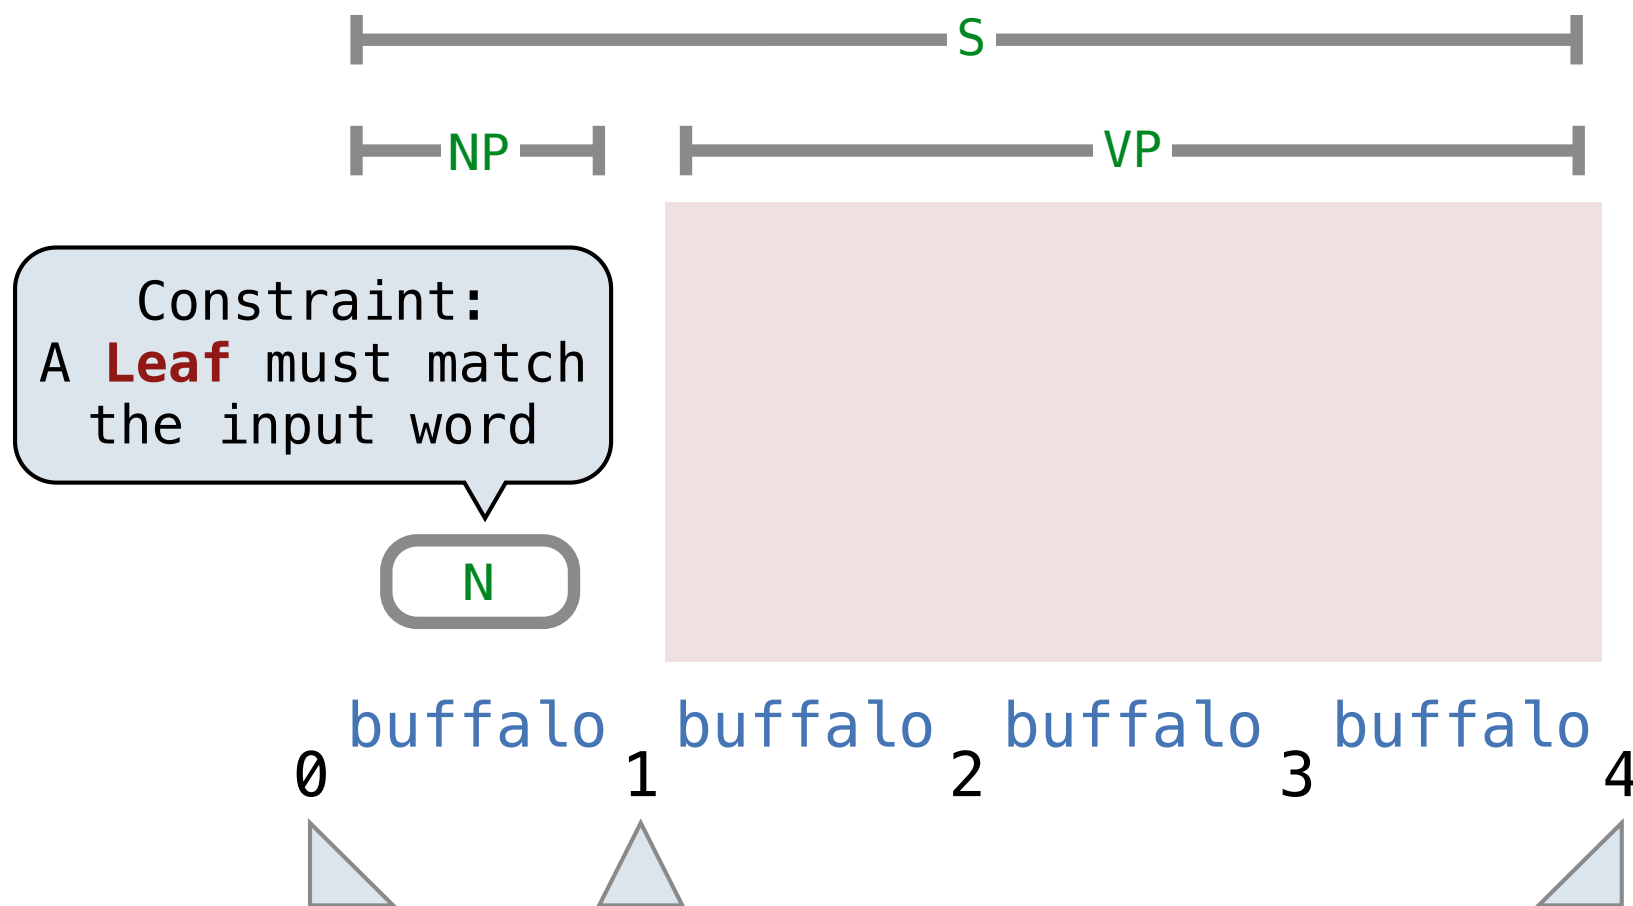 S
NP VP
Constraint:
A Leaf must match
the input word
N
buffalo buffalo buffalo buffalo
0 1 2 3 4